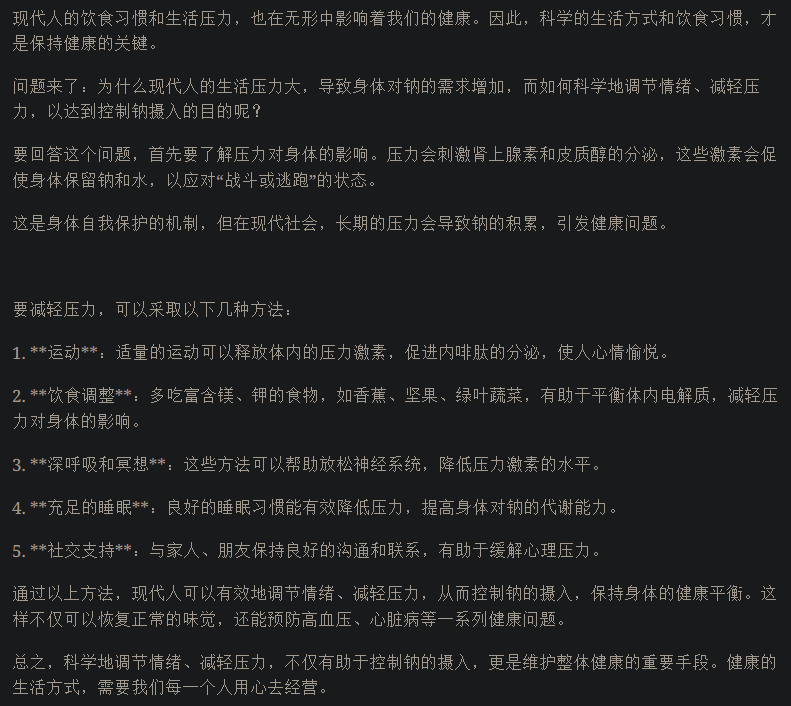 现代人的饮食习惯和生活压力，也在无形中影响着我们的健康。因此，科学的生活方式和饮食习惯，才
是保持健康的关键。
问题来了：为什么现代人的生活压力大，导致身体对钠的需求增加，而如何科学地调节情绪、减轻压
力，以达到控制钠摄入的目的呢？
要回答这个问题，首先要了解压力对身体的影响。压力会刺激肾上腺素和皮质醇的分泌，这些激素会促
使身体保留钠和水，以应对“战斗或逃跑”的状态。
这是身体自我保护的机制，但在现代社会，长期的压力会导致钠的积累，引发健康问题。
要减轻压力，可以采取以下几种方法：
1. **运动**：适量的运动可以释放体内的压力激素，促进内啡肽的分泌，使人心情愉悦。
2. **饮食调整**：多吃富含镁、钾的食物，如香蕉、坚果、绿叶蔬菜，有助于平衡体内电解质，减轻压
力对身体的影响。
3. **深呼吸和冥想**：这些方法可以帮助放松神经系统，降低压力激素的水平。
4. **充足的睡眠**：良好的睡眠习惯能有效降低压力，提高身体对钠的代谢能力。
5. **社交支持**：与家人、朋友保持良好的沟通和联系，有助于缓解心理压力。
通过以上方法，现代人可以有效地调节情绪、减轻压力，从而控制钠的摄入，保持身体的健康平衡。这
样不仅可以恢复正常的味觉，还能预防高血压、心脏病等一系列健康问题。
总之，科学地调节情绪、减轻压力，不仅有助于控制钠的摄入，更是维护整体健康的重要手段。健康的
生活方式，需要我们每一个人用心去经营。